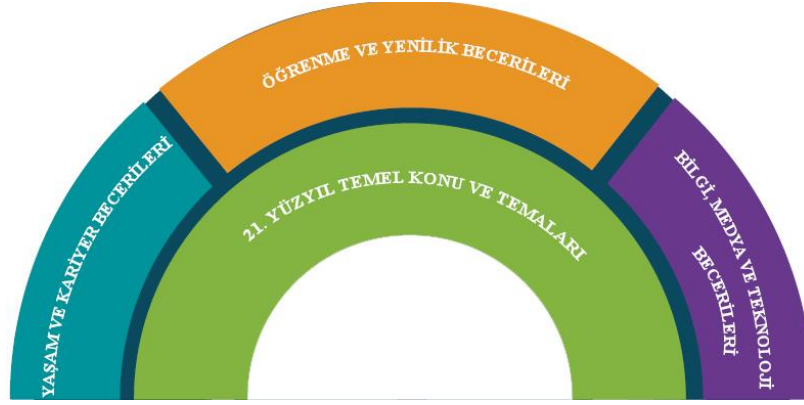 ÖĞRENME VE YENİLİK BECERİLERİ
YAŞAM VE KARİYER BECERİLERİ
21. YÜZYIL TEMEL KONU VE TEMALARI
BİLGİ, MEDYA VE TEKNOLOJİ
BECERİLERİ